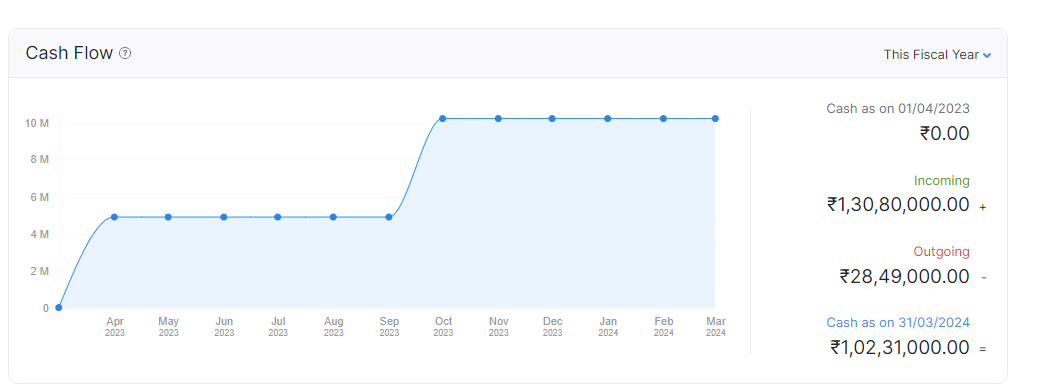 Cash Flow ?
This Fiscal Year
10 M
8 M
6 M
4 M
2 M
0
Apr May Jun Jul Aug Sep Oct Nov Dec Jan Feb Mar
2023 2023 2023 2023 2023 2023 2023 2023 2023 2024 2024 2024
Cash as on 01/04/2023
₹0.00
Incoming
₹1,30,80,000.00 +
Outgoing
₹28,49,000.00 -
Cash as on 31/03/2024
₹1,02,31,000.00 =